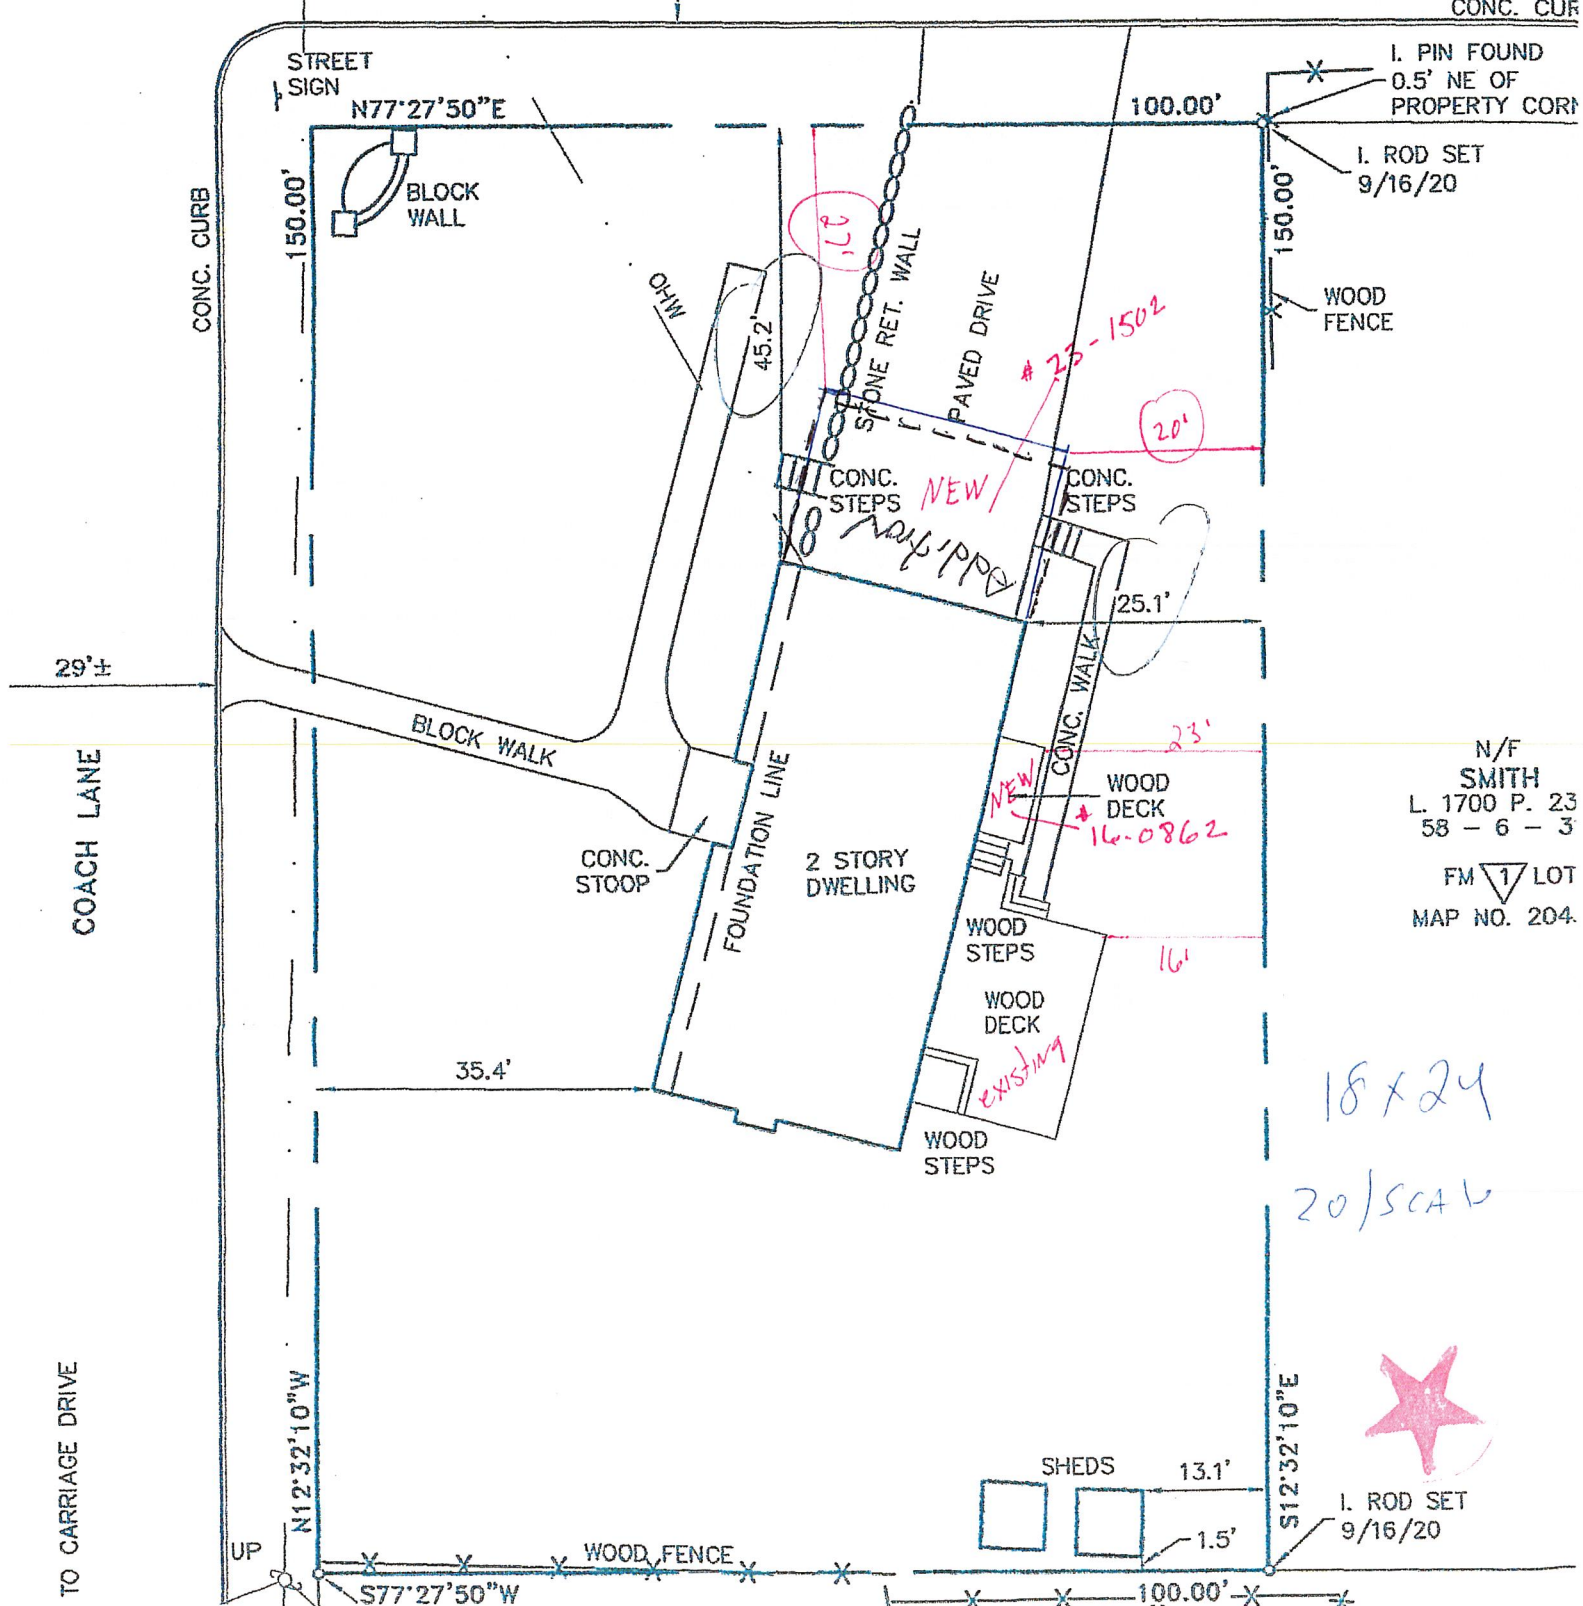 CONC. CUR
STREET
SIGN
N77°27'50"E
100.00'
I. PIN FOUND
0.5' NE OF
PROPERTY CORN
I. ROD SET
9/16/20
CONC. CURB
150.00'
BLOCK
WALL
27'
STONE RET. WALL
150.00'
WOOD
FENCE
OHW
45.2'
PAVED DRIVE
# 23-1502
20'
CONC.
STEPS
NEW
CONC.
STEPS
Addition
25.1'
29'±
BLOCK WALK
CONC. WALK
23'
COACH LANE
N/F
SMITH
L. 1700 P. 23
58 - 6 - 3
FM 1 LOT
MAP NO. 204
NEW
WOOD
DECK
# 16-0862
CONC.
STOOP
FOUNDATION LINE
2 STORY
DWELLING
WOOD
STEPS
16'
WOOD
DECK
existing
35.4'
WOOD
STEPS
18 x 24
20/SCALE
TO CARRIAGE DRIVE
N12°32'10"W
S12°32'10"E
SHEDS
13.1'
1.5'
I. ROD SET
9/16/20
UP
WOOD FENCE
S77°27'50"W
100.00'